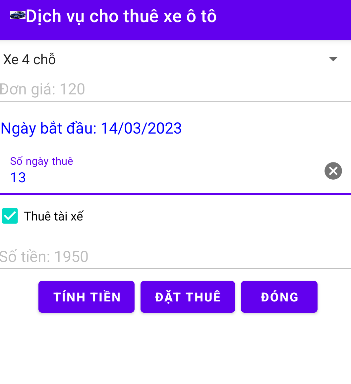 Dịch vụ cho thuê xe ô tô
Xe 4 chỗ
Đơn giá: 120
Ngày bắt đầu: 14/03/2023
Số ngày thuê
13
Thuê tài xế
Số tiền: 1950
TÍNH TIỀN ĐẶT THUÊ ĐÓNG